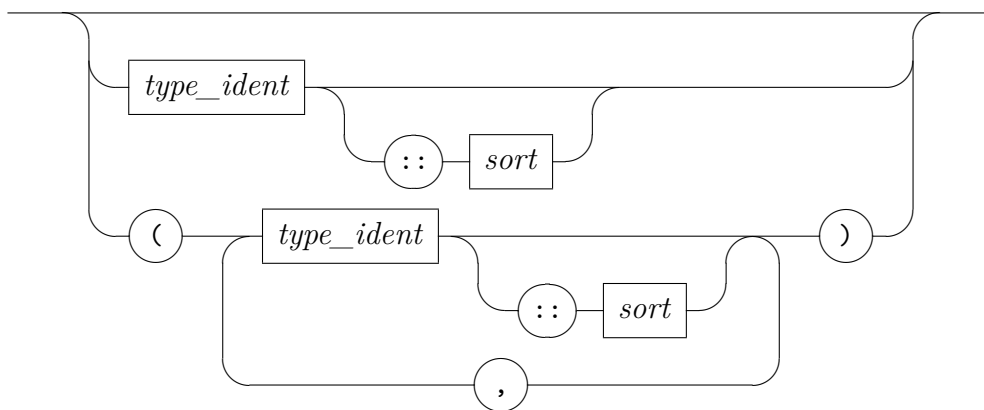 type_ident
:: sort
( type_ident )
:: sort
,